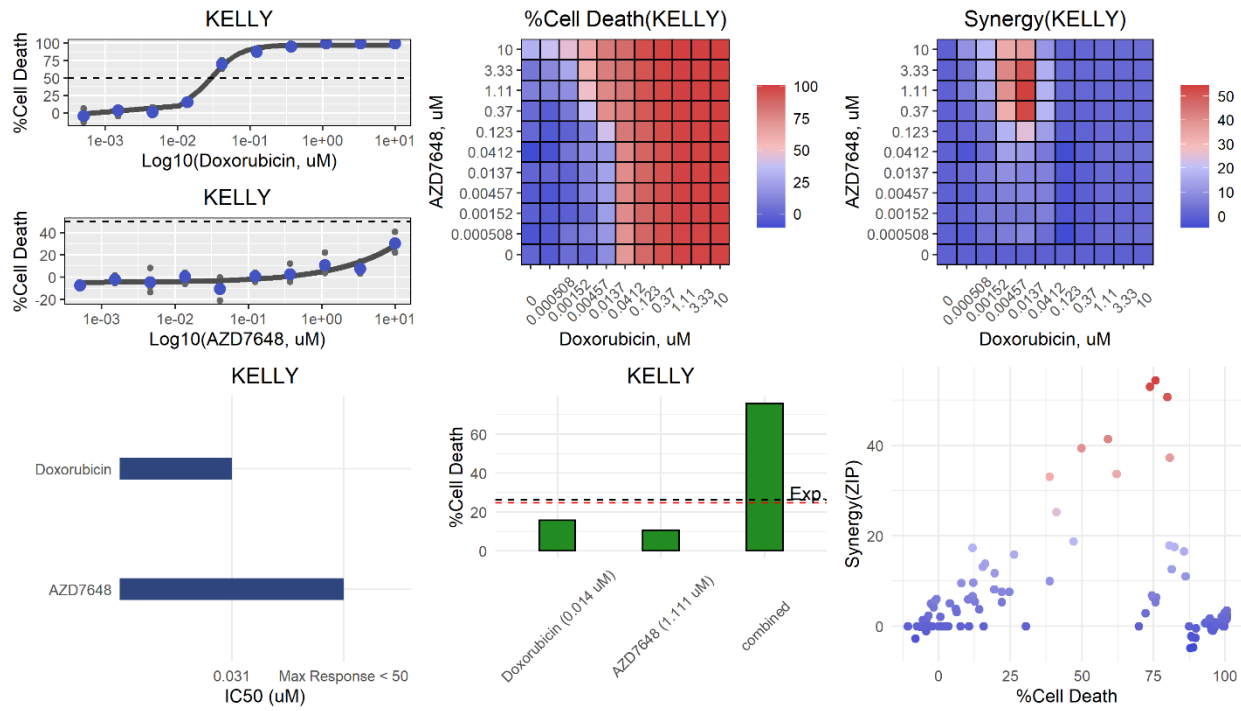 KELLY
%Cell Death
100
75
50
25
0
1e-03
1e-02
1e-01
1e+00
1e+01
Log10(Doxorubicin, uM)
KELLY
%Cell Death
40
20
0
-20
1e-03
1e-02
1e-01
1e+00
1e+01
Log10(AZD7648, uM)
%Cell Death(KELLY)
AZD7648, uM
10
3.33
1.11
0.37
0.123
0.0412
0.0137
0.00457
0.00152
0.000508
0
0
0.000508
0.00152
0.00457
0.0137
0.0412
0.123
0.37
1.11
3.33
10
Doxorubicin, uM
100
75
50
25
0
Synergy(KELLY)
AZD7648, uM
10
3.33
1.11
0.37
0.123
0.0412
0.0137
0.00457
0.00152
0.000508
0
0
0.000508
0.00152
0.00457
0.0137
0.0412
0.123
0.37
1.11
3.33
10
Doxorubicin, uM
50
40
30
20
10
0
KELLY
Doxorubicin
AZD7648
0.031
Max Response < 50
IC50 (uM)
KELLY
%Cell Death
60
40
20
0
Exp
Doxorubicin (0.014 uM)
AZD7648 (1.111 uM)
combined
Synergy(ZIP)
40
20
0
0
25
50
75
100
%Cell Death